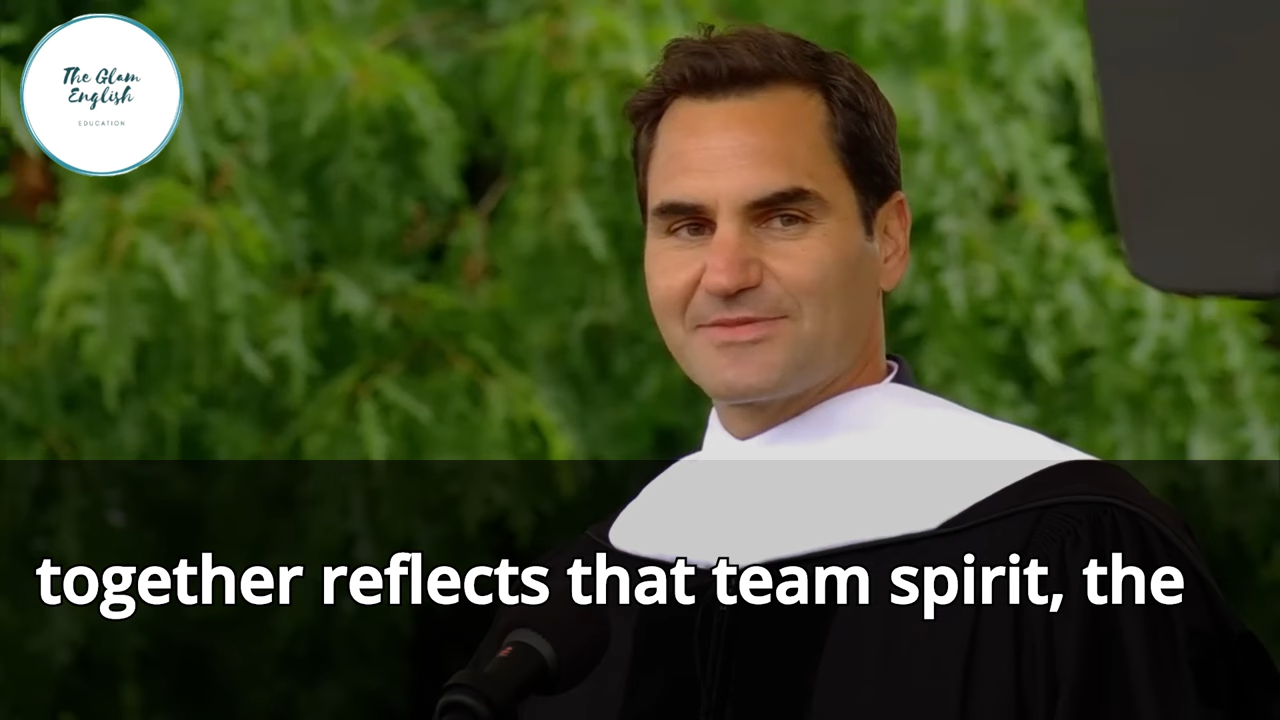 The Glam
English
EDUCATION
together reflects that team spirit, the